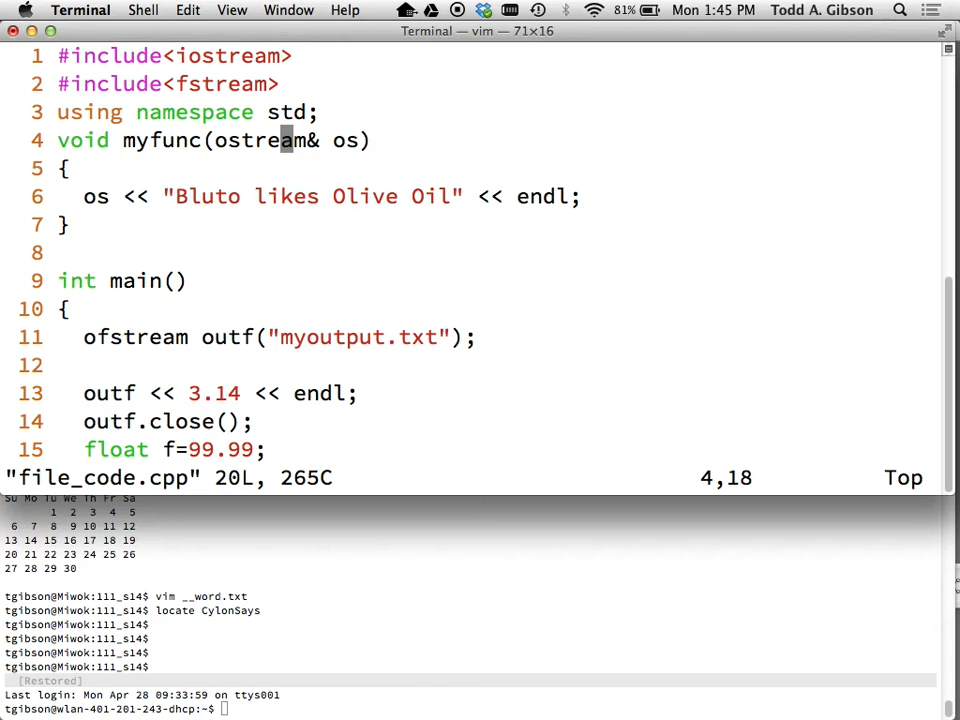 Terminal Shell Edit View Window Help 81% Mon 1:45 PM Todd A. Gibson
Terminal — vim — 71×16
1 #include<iostream>
2 #include<fstream>
3 using namespace std;
4 void myfunc(ostream& os)
5 {
6 os << "Bluto likes Olive Oil" << endl;
7 }
8
9 int main()
10 {
11 ofstream outf("myoutput.txt");
12
13 outf << 3.14 << endl;
14 outf.close();
15 float f=99.99;
"file_code.cpp" 20L, 265C 4,18 Top
Su Mo Tu We Th Fr Sa
1 2 3 4 5
6 7 8 9 10 11 12
13 14 15 16 17 18 19
20 21 22 23 24 25 26
27 28 29 30
tgibson@Miwok:111_s14$ vim __word.txt
tgibson@Miwok:111_s14$ locate CylonSays
tgibson@Miwok:111_s14$
tgibson@Miwok:111_s14$
tgibson@Miwok:111_s14$
tgibson@Miwok:111_s14$
[Restored]
Last login: Mon Apr 28 09:33:59 on ttys001
tgibson@wlan-401-201-243-dhcp:~$